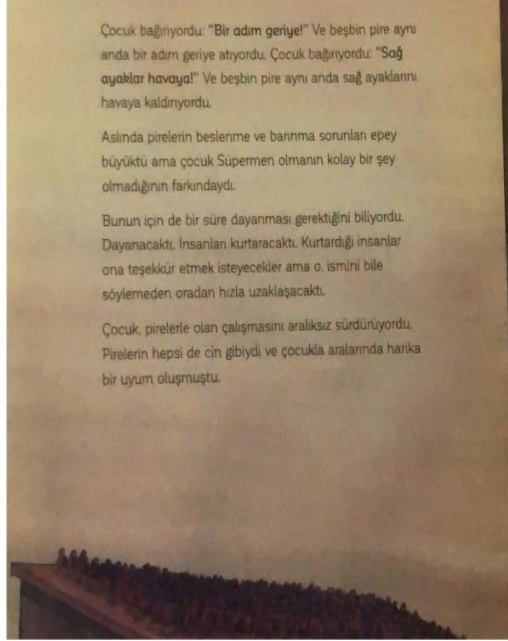 Çocuk bağırıyordu: "Bir adım geriye!" Ve beşbin pire aynı
anda bir adım geriye atıyordu. Çocuk bağırıyordu: "Sağ
ayaklar havaya!" Ve beşbin pire aynı anda sağ ayaklarını
havaya kaldırıyordu.
Aslında pirelerin beslenme ve barınma sorunları epey
büyüktü ama çocuk Süpermen olmanın kolay bir şey
olmadığının farkındaydı.
Bunun için de bir süre dayanması gerektiğini biliyordu.
Dayanacaktı. İnsanları kurtaracaktı. Kurtardığı insanlar
ona teşekkür etmek isteyecekler ama o, ismini bile
söylemeden oradan hızla uzaklaşacaktı.
Çocuk, pirelerle olan çalışmasını aralıksız sürdürüyordu.
Pirelerin hepsi de cin gibiydi ve çocukla aralarında harika
bir uyum oluşmuştu.